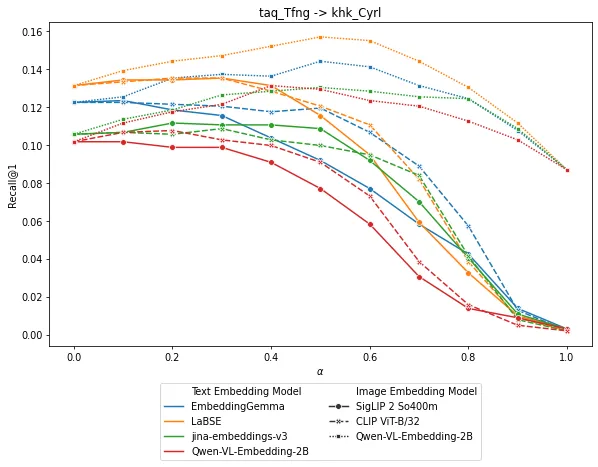 taq_Tfng -> khk_Cyrl
Recall@1
0.16
0.14
0.12
0.10
0.08
0.06
0.04
0.02
0.00
0.0 0.2 0.4 0.6 0.8 1.0
α
Text Embedding Model
EmbeddingGemma
LaBSE
jina-embeddings-v3
Qwen-VL-Embedding-2B
Image Embedding Model
SigLIP 2 So400m
CLIP ViT-B/32
Qwen-VL-Embedding-2B